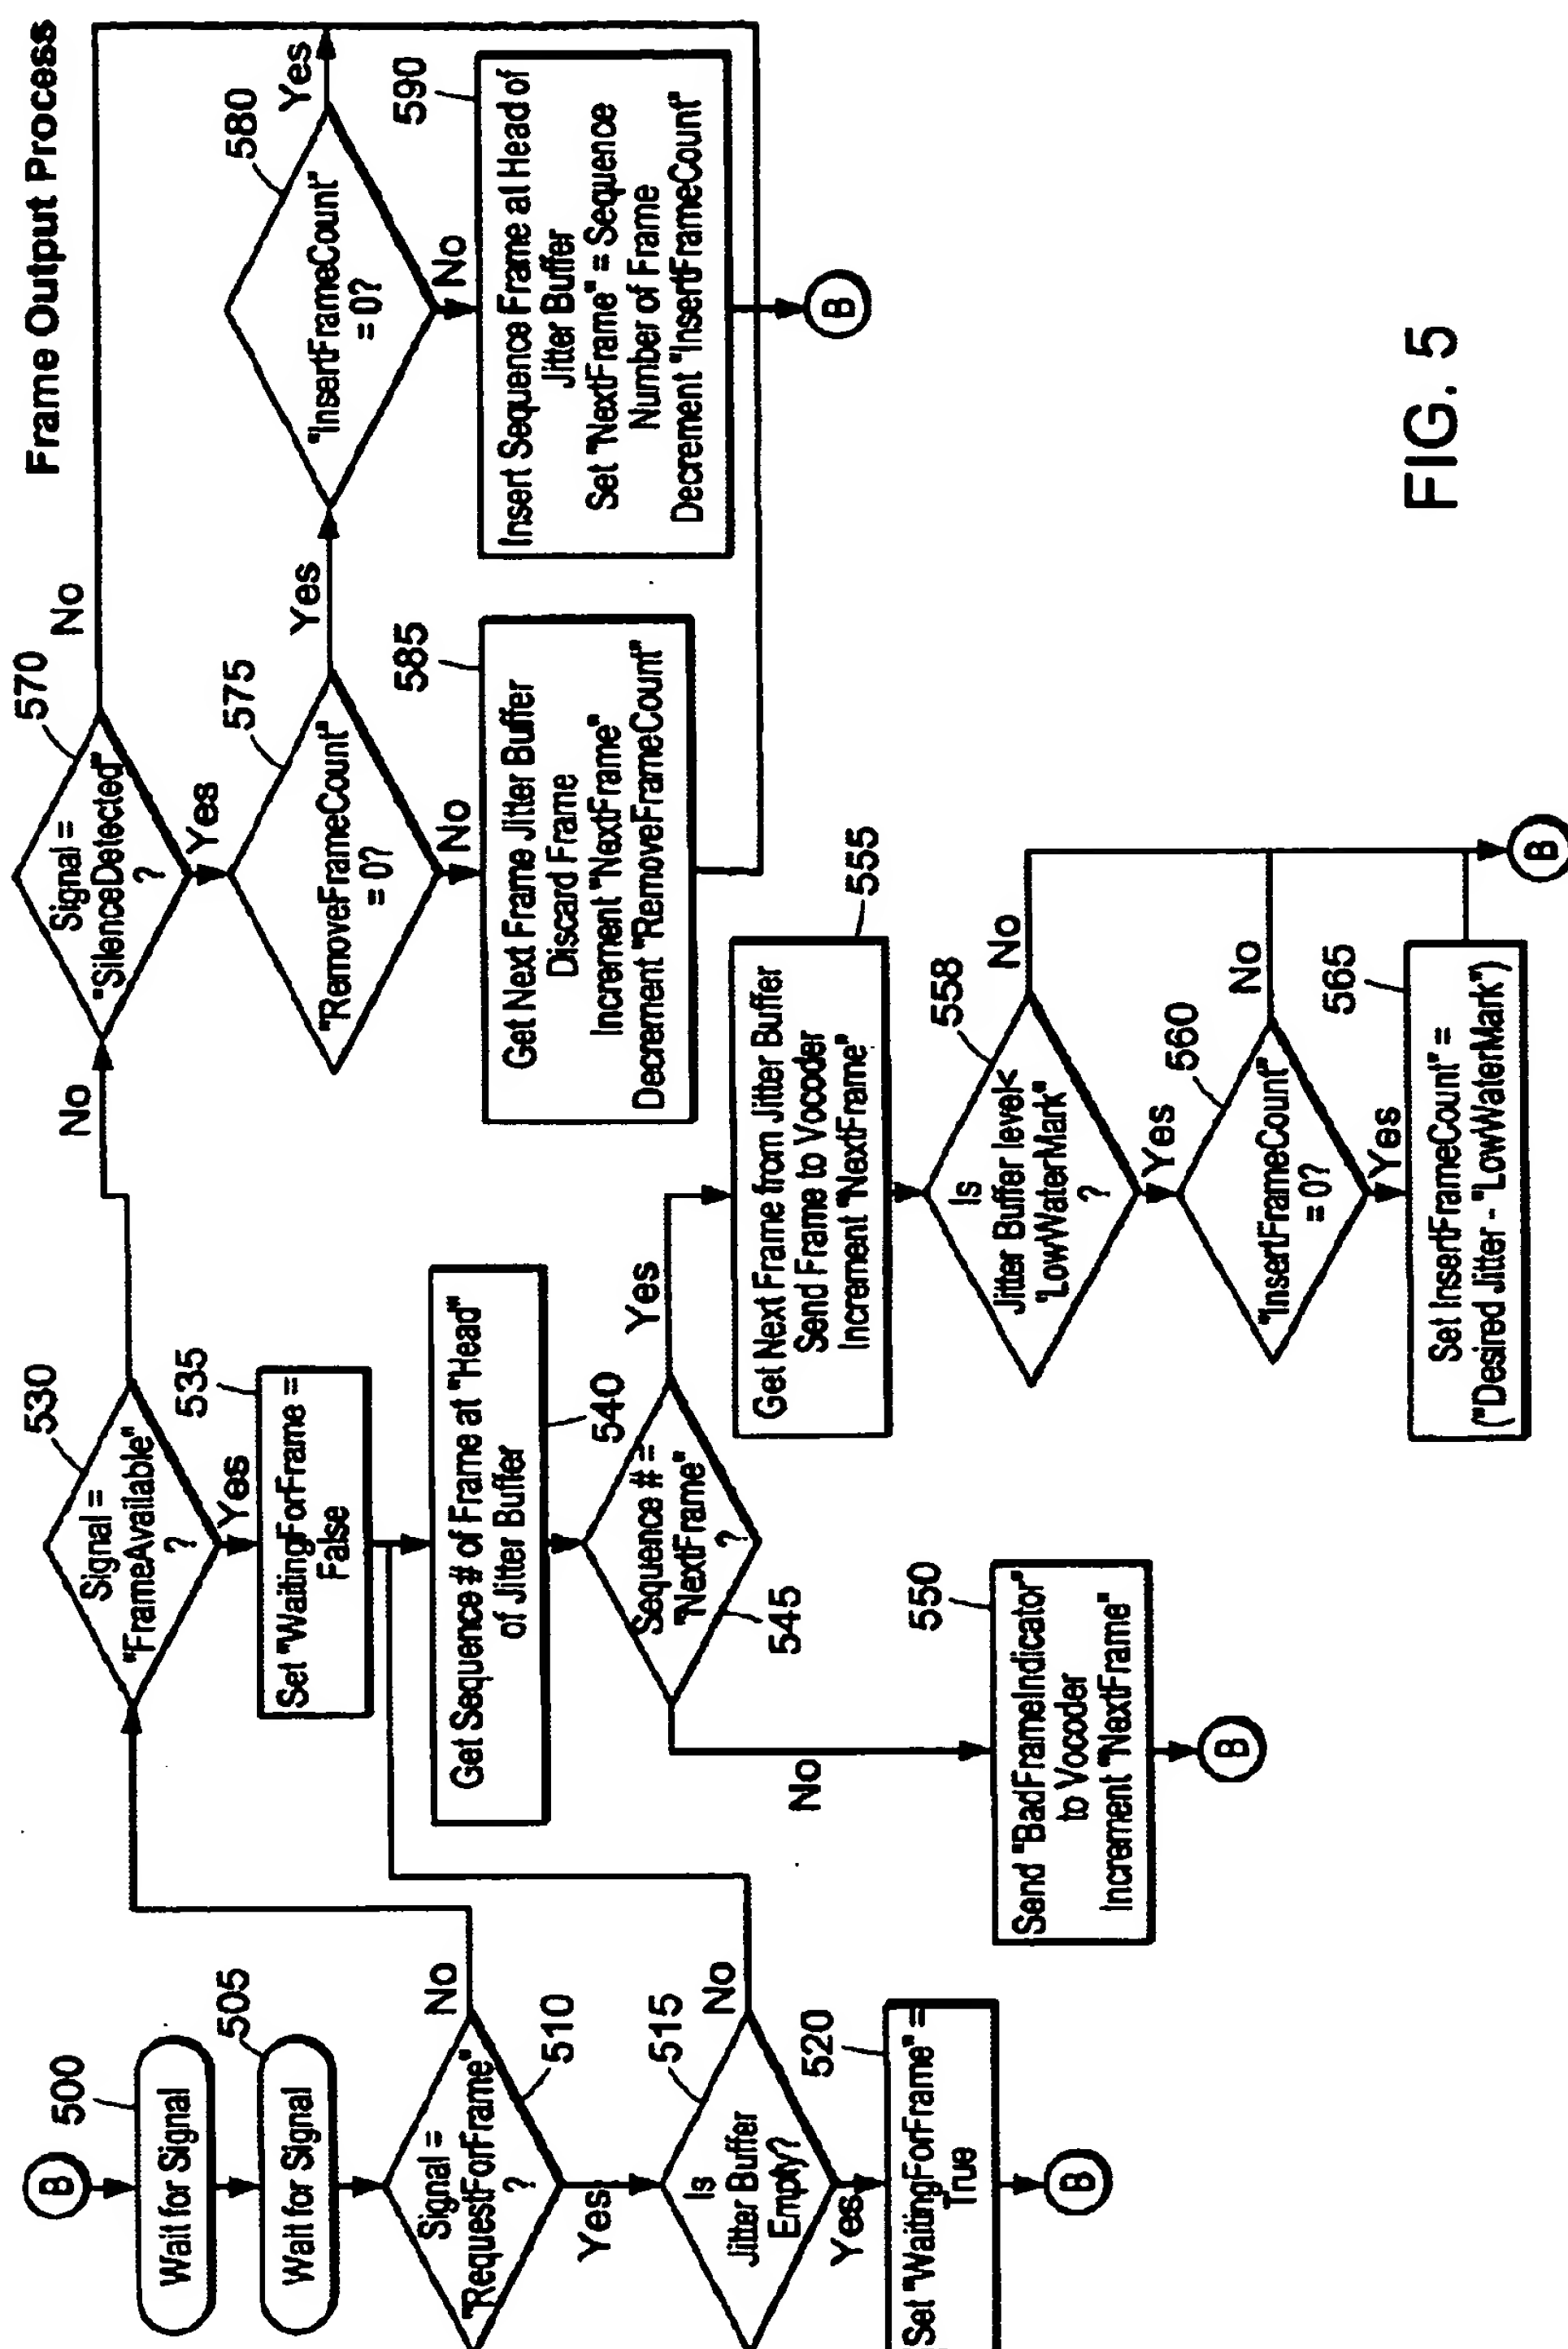 Frame Output Process
B
500
Wait for Signal
505
Wait for Signal
Signal =
"RequestForFrame"
?
510
No
Yes
515
Is
Jitter Buffer
Empty?
No
Yes
520
Set "WaitingForFrame" =
True
B
530
Signal =
"FrameAvailable"
?
No
Yes
535
Set "WaitingForFrame =
False
540
Get Sequence # of Frame at "Head"
of Jitter Buffer
Sequence # =
"NextFrame"
?
545
Yes
No
550
Send "BadFrameIndicator"
to Vocoder
Increment "NextFrame"
B
555
Get Next Frame from Jitter Buffer
Send Frame to Vocoder
Increment "NextFrame"
558
Is
Jitter Buffer level<
"LowWaterMark"
?
No
Yes
560
"InsertFrameCount"
= 0?
No
Yes
565
Set InsertFrameCount" =
("Desired Jitter - "LowWaterMark")
B
570
Signal =
"SilenceDetected"
?
No
Yes
575
"RemoveFrameCount"
= 0?
Yes
No
585
Get Next Frame Jitter Buffer
Discard Frame
Increment "NextFrame"
Decrement "RemoveFrameCount"
580
"InsertFrameCount"
= 0?
Yes
No
590
Insert Sequence Frame at Head of
Jitter Buffer
Set "NextFrame" = Sequence
Number of Frame
Decrement "InsertFrameCount"
B
FIG. 5